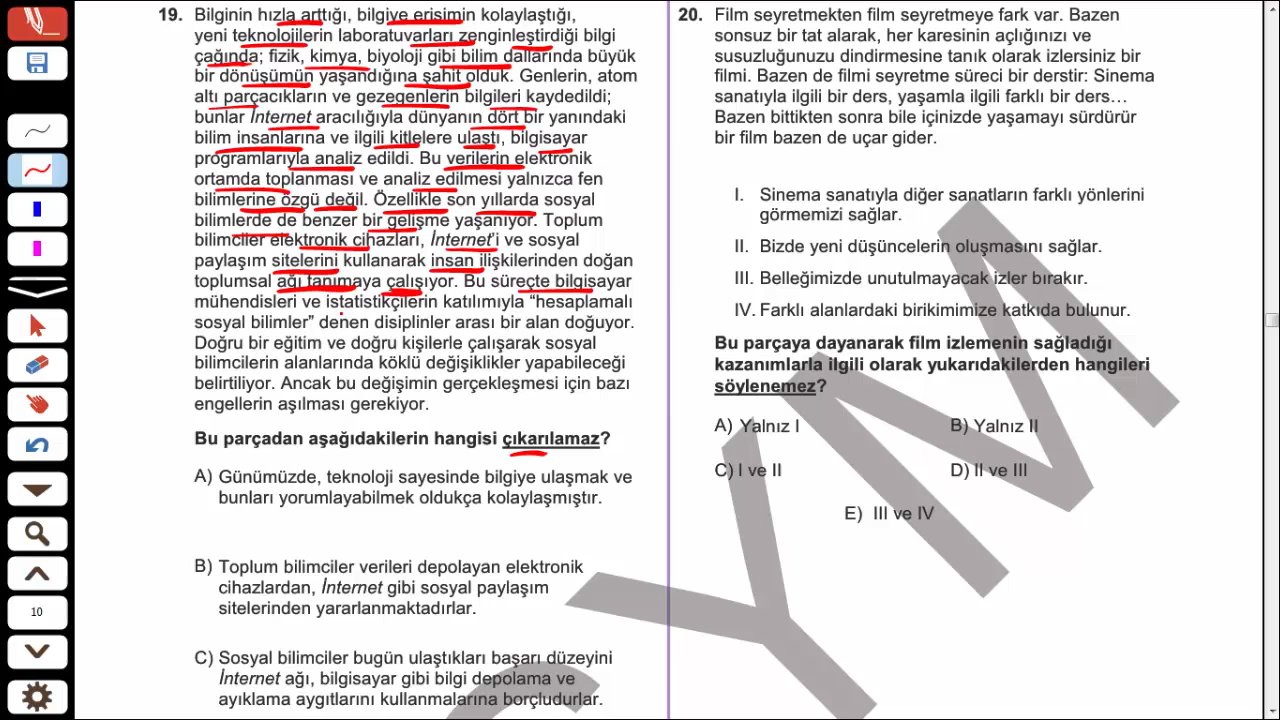 19. Bilginin hızla arttığı, bilgiye erişimin kolaylaştığı,
yeni teknolojilerin laboratuvarları zenginleştirdiği bilgi
çağında; fizik, kimya, biyoloji gibi bilim dallarında büyük
bir dönüşümün yaşandığına şahit olduk. Genlerin, atom
altı parçacıkların ve gezegenlerin bilgileri kaydedildi;
bunlar İnternet aracılığıyla dünyanın dört bir yanındaki
bilim insanlarına ve ilgili kitlelere ulaştı, bilgisayar
programlarıyla analiz edildi. Bu verilerin elektronik
ortamda toplanması ve analiz edilmesi yalnızca fen
bilimlerine özgü değil. Özellikle son yıllarda sosyal
bilimlerde de benzer bir gelişme yaşanıyor. Toplum
bilimciler elektronik cihazları, İnternet'i ve sosyal
paylaşım sitelerini kullanarak insan ilişkilerinden doğan
toplumsal ağı tanımaya çalışıyor. Bu süreçte bilgisayar
mühendisleri ve istatistikçilerin katılımıyla “hesaplamalı
sosyal bilimler” denen disiplinler arası bir alan doğuyor.
Doğru bir eğitim ve doğru kişilerle çalışarak sosyal
bilimcilerin alanlarında köklü değişiklikler yapabileceği
belirtiliyor. Ancak bu değişimin gerçekleşmesi için bazı
engellerin aşılması gerekiyor.
Bu parçadan aşağıdakilerin hangisi çıkarılamaz?
A) Günümüzde, teknoloji sayesinde bilgiye ulaşmak ve
bunları yorumlayabilmek oldukça kolaylaşmıştır.
B) Toplum bilimciler verileri depolayan elektronik
cihazlardan, İnternet gibi sosyal paylaşım
sitelerinden yararlanmaktadırlar.
C) Sosyal bilimciler bugün ulaştıkları başarı düzeyini
İnternet ağı, bilgisayar gibi bilgi depolama ve
ayıklama aygıtlarını kullanmalarına borçludurlar.
20. Film seyretmekten film seyretmeye fark var. Bazen
sonsuz bir tat alarak, her karesinin açlığınızı ve
susuzluğunuzu dindirmesine tanık olarak izlersiniz bir
filmi. Bazen de filmi seyretme süreci bir derstir: Sinema
sanatıyla ilgili bir ders, yaşamla ilgili farklı bir ders…
Bazen bittikten sonra bile içinizde yaşamayı sürdürür
bir film bazen de uçar gider.
I. Sinema sanatıyla diğer sanatların farklı yönlerini
görmemizi sağlar.
II. Bizde yeni düşüncelerin oluşmasını sağlar.
III. Belleğimizde unutulmayacak izler bırakır.
IV. Farklı alanlardaki birikimimize katkıda bulunur.
Bu parçaya dayanarak film izlemenin sağladığı
kazanımlarla ilgili olarak yukarıdakilerden hangileri
söylenemez?
A) Yalnız I B) Yalnız II
C) I ve II D) II ve III
E) III ve IV
10